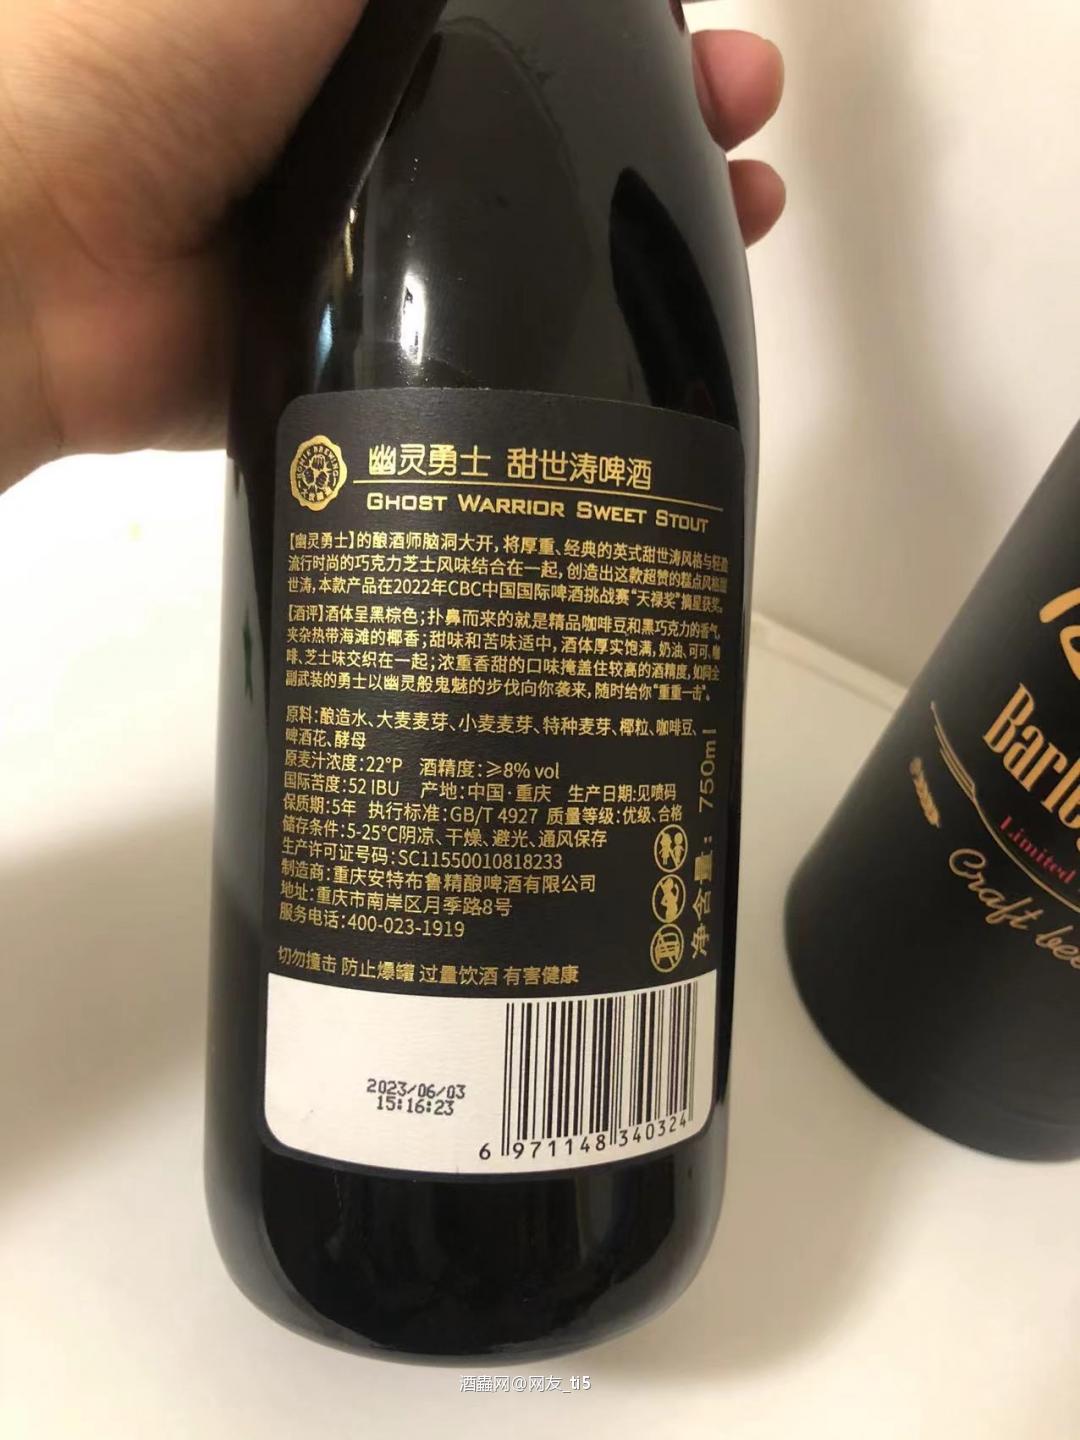 幽灵勇士 甜世涛啤酒
GHOST WARRIOR SWEET STOUT
【幽灵勇士】的酿酒师脑洞大开,将厚重、经典的英式甜世涛风格与轻盈
流行时尚的巧克力芝士风味结合在一起,创造出这款超赞的糕点风格甜
世涛,本款产品在2022年CBC中国国际啤酒挑战赛“天禄奖”摘星获奖。
【酒评】酒体呈黑棕色;扑鼻而来的就是精品咖啡豆和黑巧克力的香气,
夹杂热带海滩的椰香;甜味和苦味适中,酒体厚实饱满,奶油、可可、咖
啡、芝士味交织在一起;浓重香甜的口味掩盖住较高的酒精度,如同全
副武装的勇士以幽灵般鬼魅的步伐向你袭来,随时给你“重重一击”。
原料:酿造水、大麦麦芽、小麦麦芽、特种麦芽、椰粒、咖啡豆、
啤酒花、酵母
原麦汁浓度:22°P 酒精度:≥8% vol
国际苦度:52 IBU 产地:中国·重庆 生产日期:见喷码
保质期:5年 执行标准:GB/T 4927 质量等级:优级、合格
储存条件:5-25℃阴凉、干燥、避光、通风保存
生产许可证号码:SC11550010818233
制造商:重庆安特布鲁精酿啤酒有限公司
地址:重庆市南岸区月季路8号
服务电话:400-023-1919
净含量:750ml
切勿撞击 防止爆罐 过量饮酒 有害健康
2023/06/03
15:16:23
6 971148 340324
Limited
Craft
酒蟲网@网友_ti5